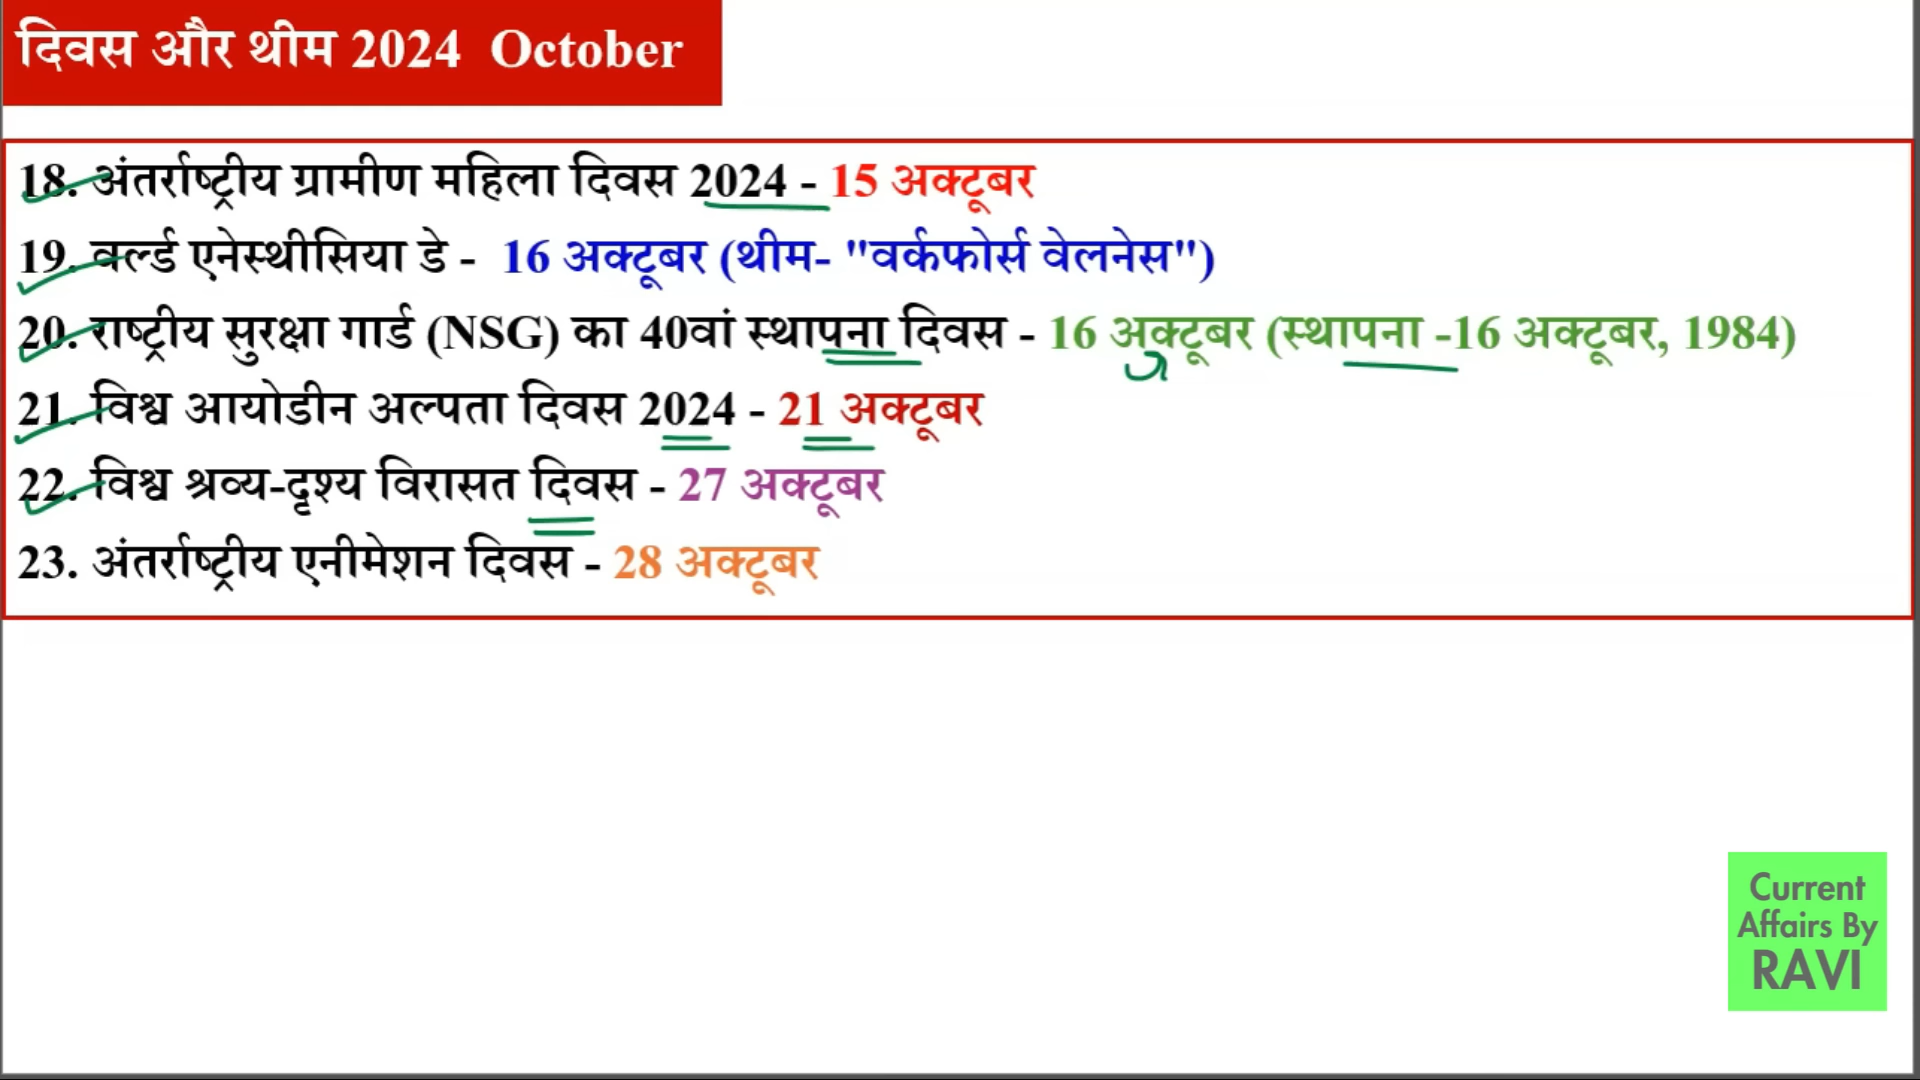 दिवस और थीम 2024 October
18. अंतर्राष्ट्रीय ग्रामीण महिला दिवस 2024 - 15 अक्टूबर
19. वर्ल्ड एनेस्थीसिया डे - 16 अक्टूबर (थीम- "वर्कफोर्स वेलनेस")
20. राष्ट्रीय सुरक्षा गार्ड (NSG) का 40वां स्थापना दिवस - 16 अक्टूबर (स्थापना -16 अक्टूबर, 1984)
21. विश्व आयोडीन अल्पता दिवस 2024 - 21 अक्टूबर
22. विश्व श्रव्य-दृश्य विरासत दिवस - 27 अक्टूबर
23. अंतर्राष्ट्रीय एनीमेशन दिवस - 28 अक्टूबर
Current
Affairs By
RAVI